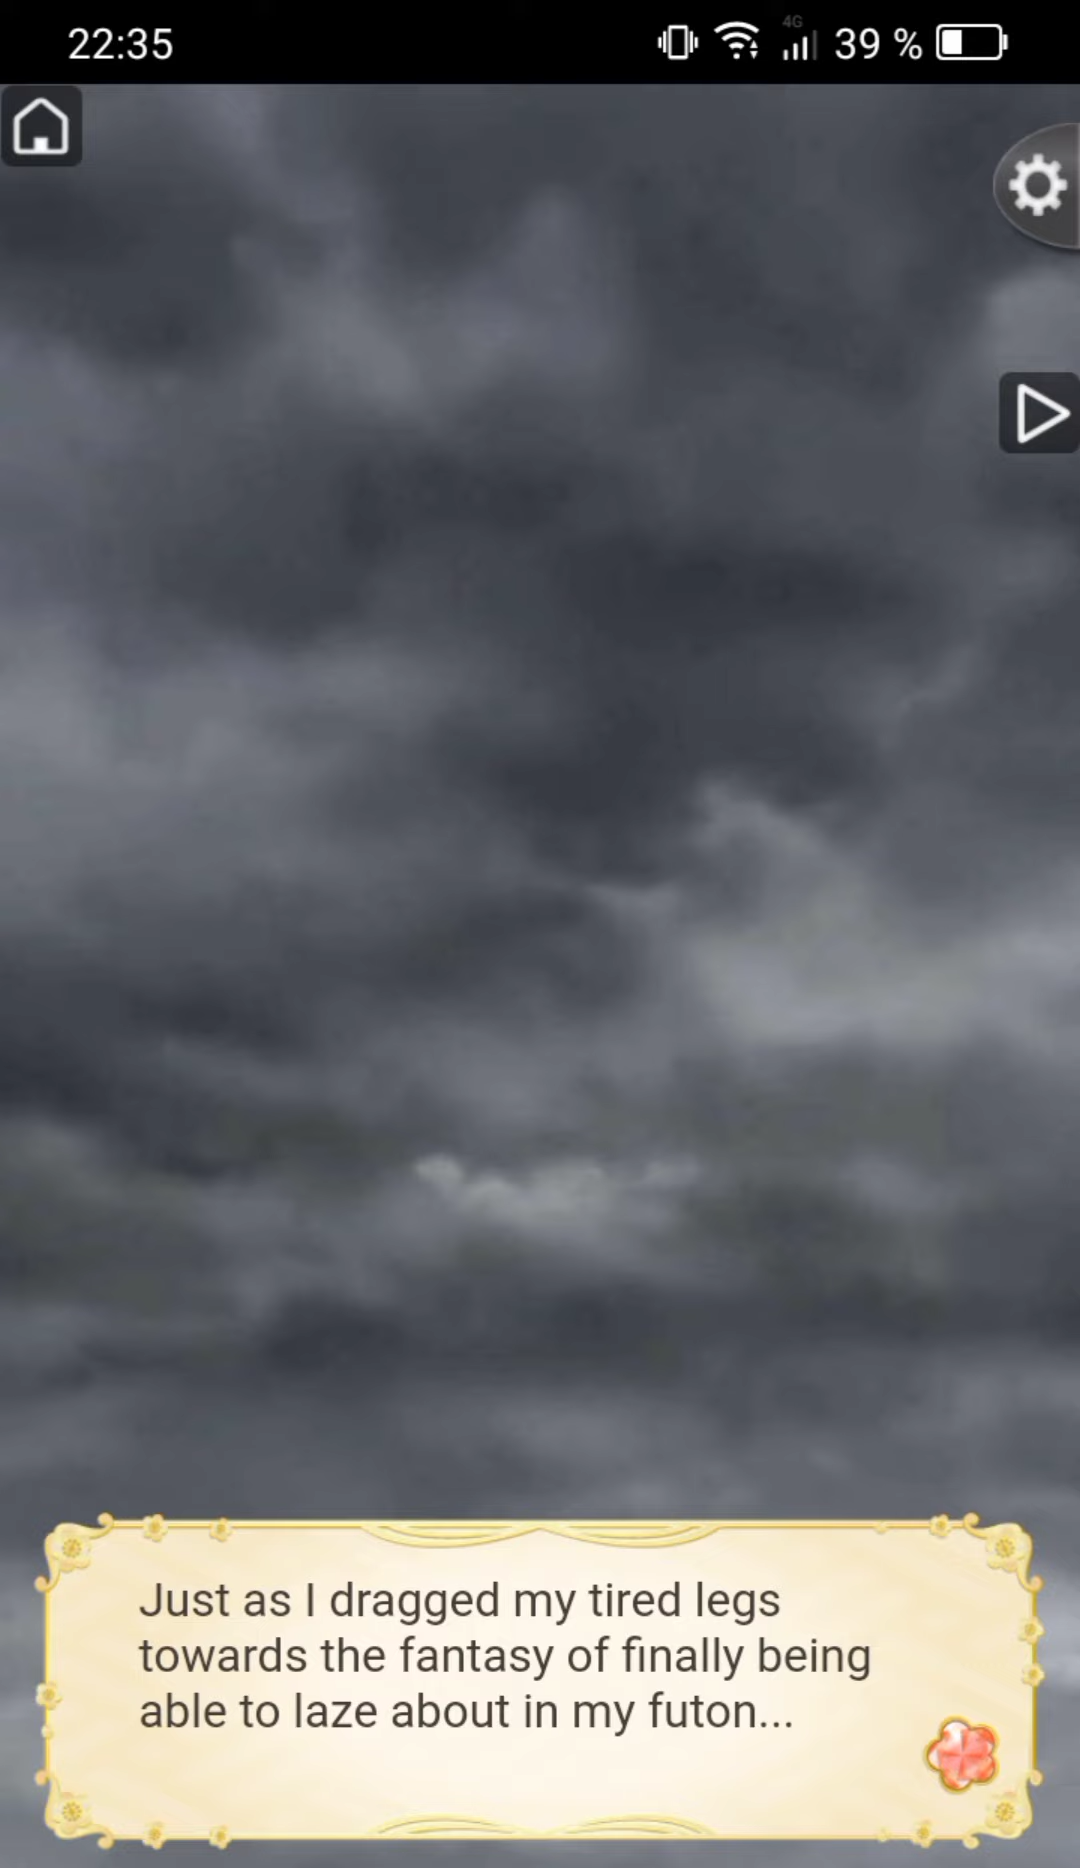 22:35
4G
39 %
Just as I dragged my tired legs
towards the fantasy of finally being
able to laze about in my futon...